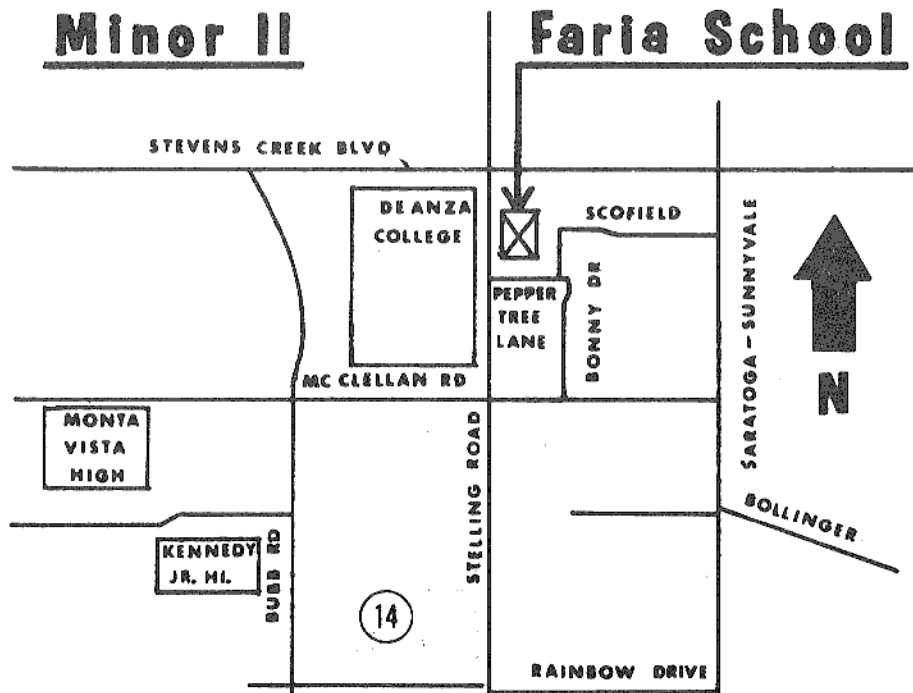 Minor II
Faria School
STEVENS CREEK BLVD
DE ANZA
COLLEGE
SCOFIELD
PEPPER
TREE
LANE
BONNY DR
SARATOGA - SUNNYVALE
N
MC CLELLAN RD
MONTA
VISTA
HIGH
STELLING ROAD
BOLLINGER
KENNEDY
JR. HI.
BUBB RD
14
RAINBOW DRIVE